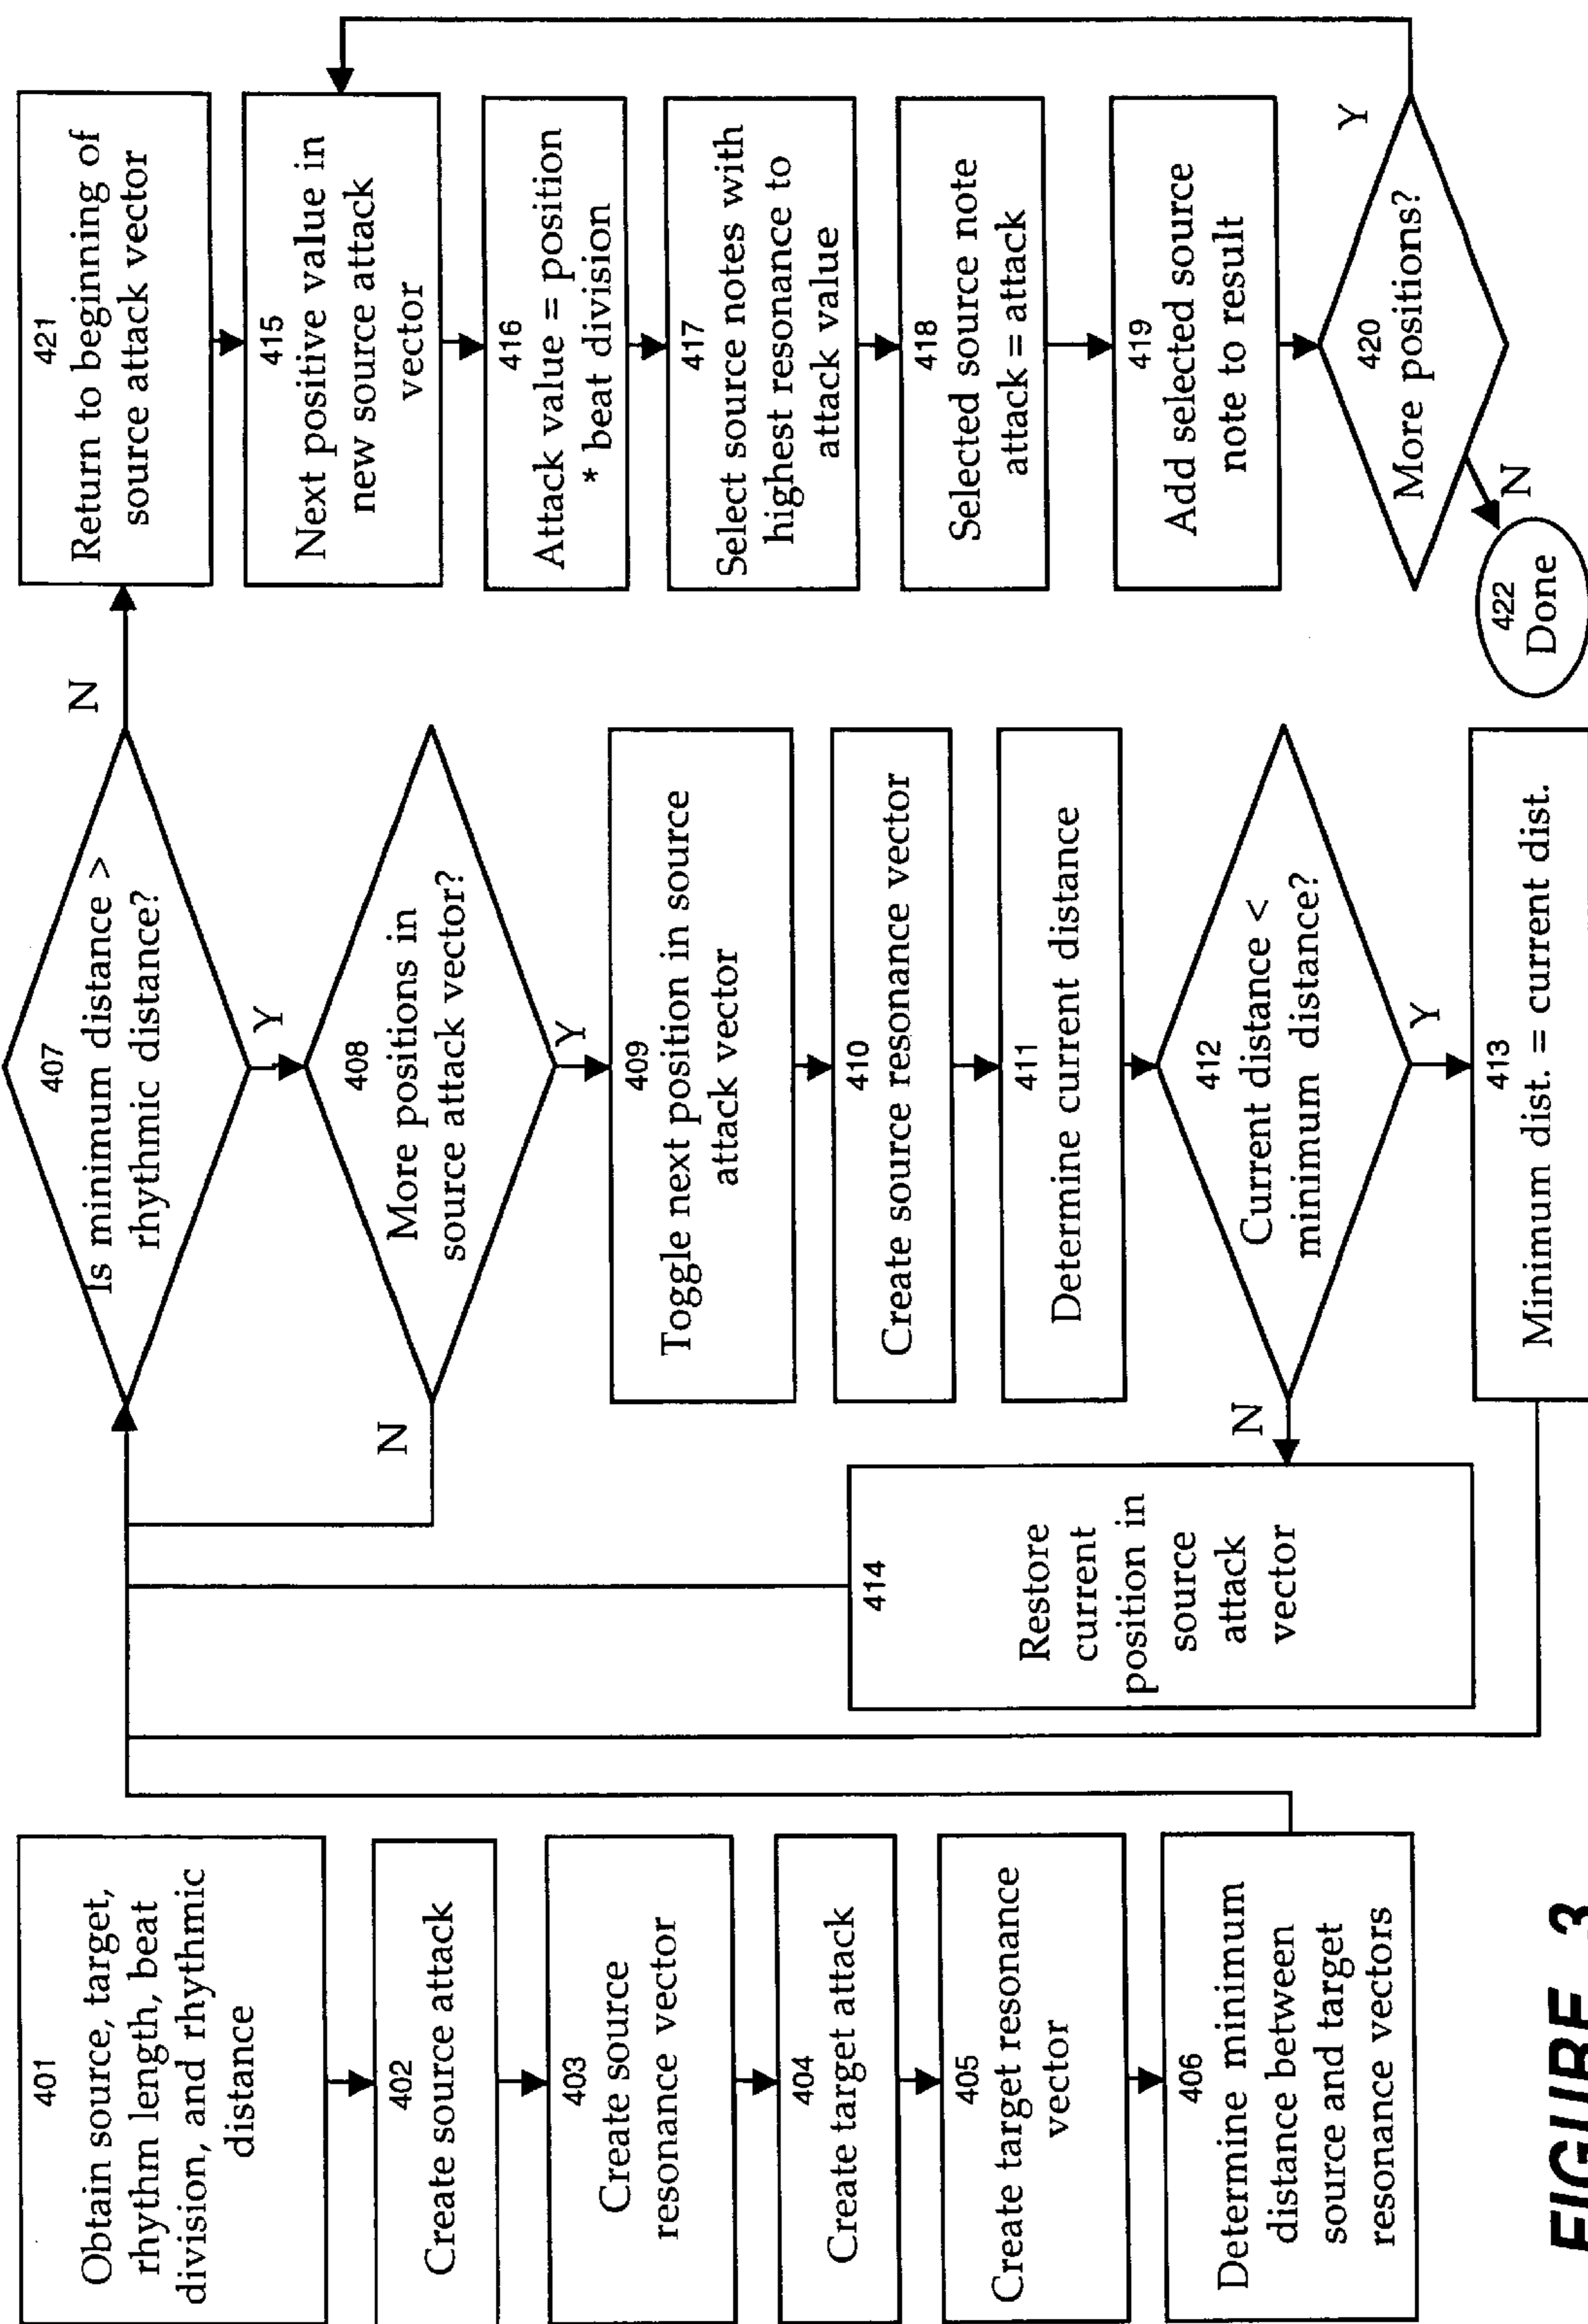 401
Obtain source, target,
rhythm length, beat
division, and rhythmic
distance
402
Create source attack
403
Create source
resonance vector
404
Create target attack
405
Create target resonance
vector
406
Determine minimum
distance between
source and target
resonance vectors
407
Is minimum distance >
rhythmic distance?
N
Y
408
More positions in
source attack vector?
N
Y
409
Toggle next position in source
attack vector
410
Create source resonance vector
411
Determine current distance
412
Current distance <
minimum distance?
N
Y
413
Minimum dist. = current dist.
414
Restore
current
position in
source
attack
vector
421
Return to beginning of
source attack vector
415
Next positive value in
new source attack
vector
416
Attack value = position
* beat division
417
Select source notes with
highest resonance to
attack value
418
Selected source note
attack = attack
419
Add selected source
note to result
420
More positions?
Y
N
422
Done
FIGURE 3